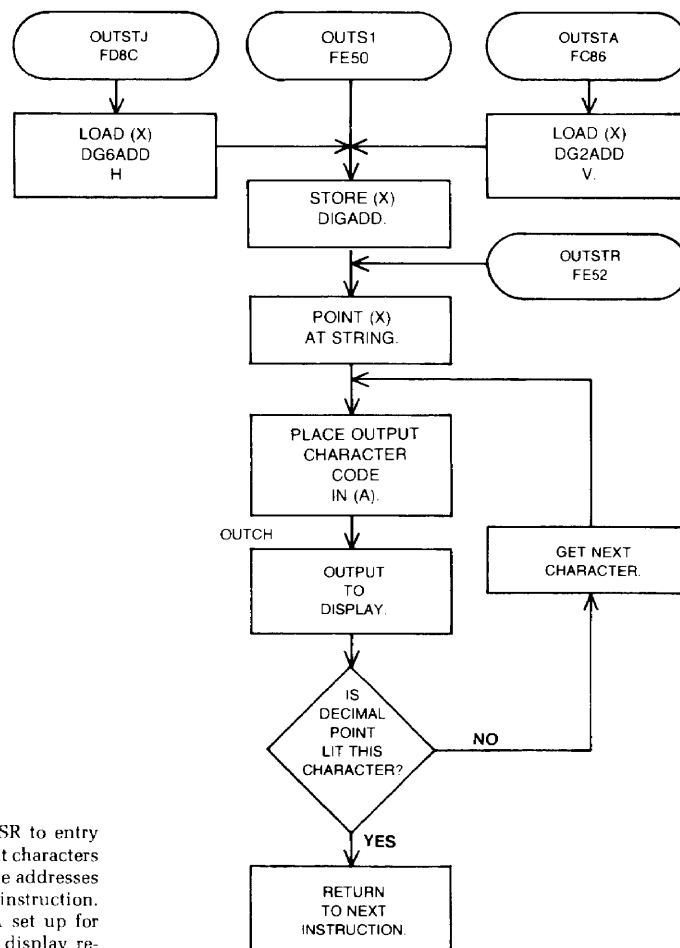 OUTSTJ
FD8C
OUTS1
FE50
OUTSTA
FC86
LOAD (X)
DG6ADD
H
LOAD (X)
DG2ADD
V.
STORE (X)
DIGADD.
OUTSTR
FE52
POINT (X)
AT STRING.
PLACE OUTPUT
CHARACTER
CODE
IN (A).
OUTCH
OUTPUT
TO
DISPLAY.
GET NEXT
CHARACTER.
IS
DECIMAL
POINT
LIT THIS
CHARACTER?
NO
YES
RETURN
TO NEXT
INSTRUCTION.
SR to entry
t characters
e addresses
instruction.
set up for
display re-